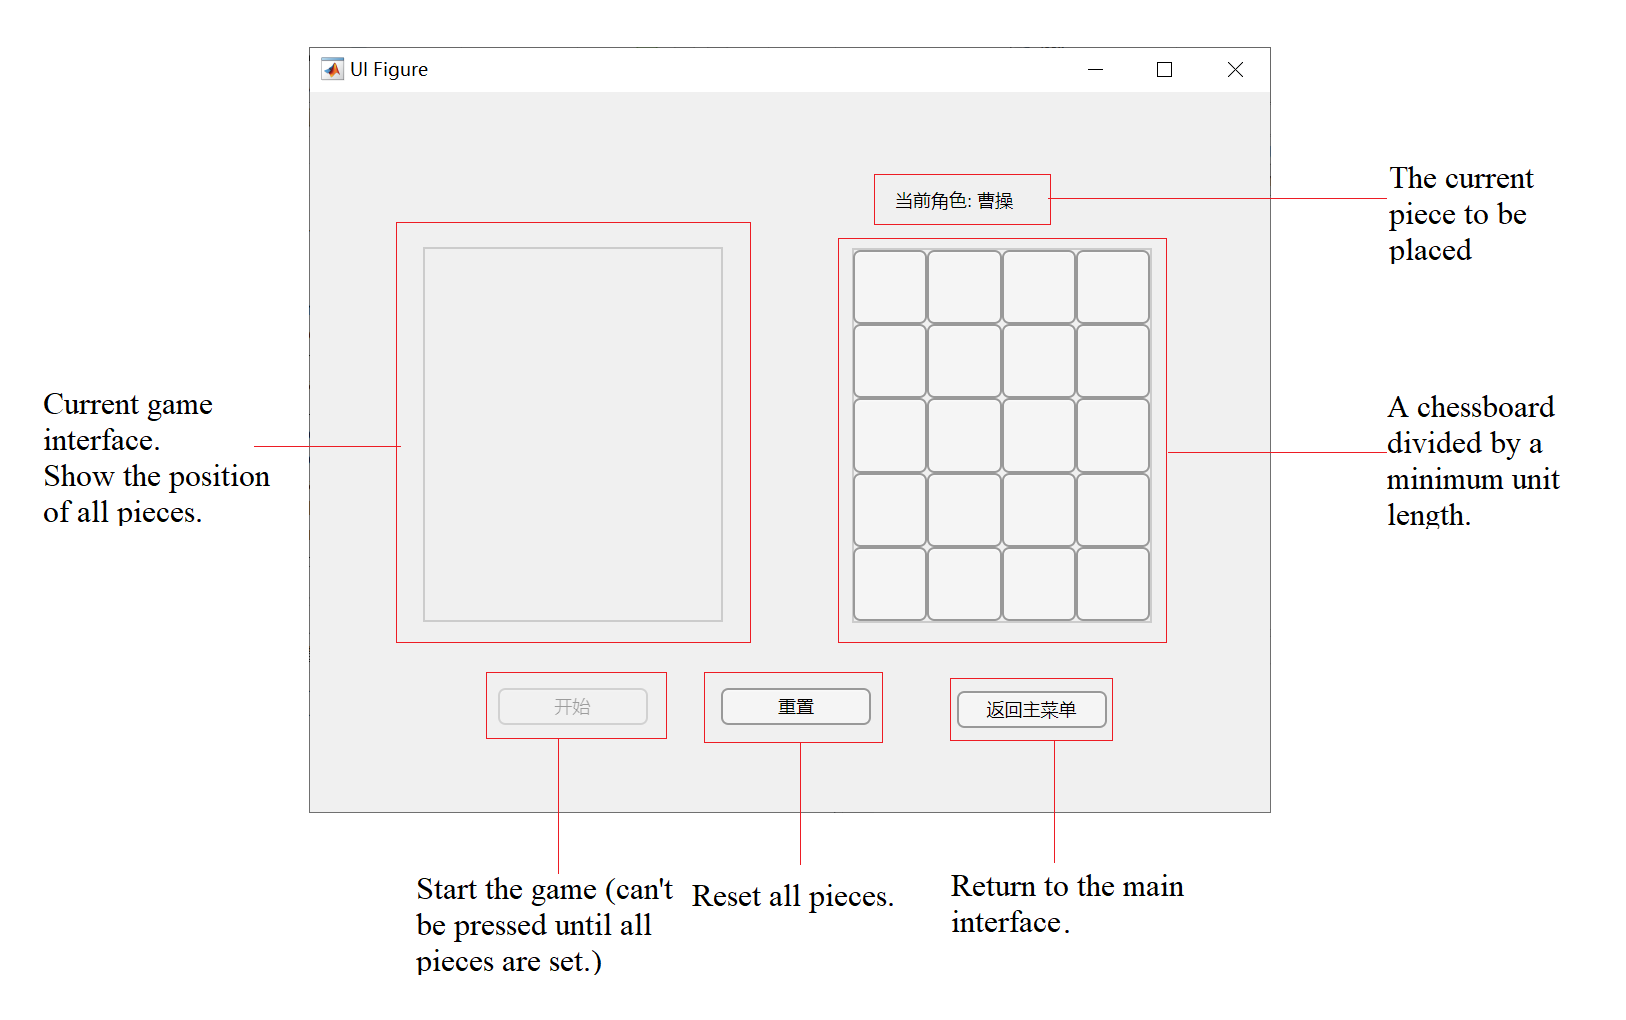 UI Figure
当前角色: 曹操
The current
piece to be
placed
Current game
interface.
Show the position
of all pieces.
A chessboard
divided by a
minimum unit
length.
开始
重置
返回主菜单
Start the game (can't
be pressed until all
pieces are set.)
Reset all pieces.
Return to the main
interface.